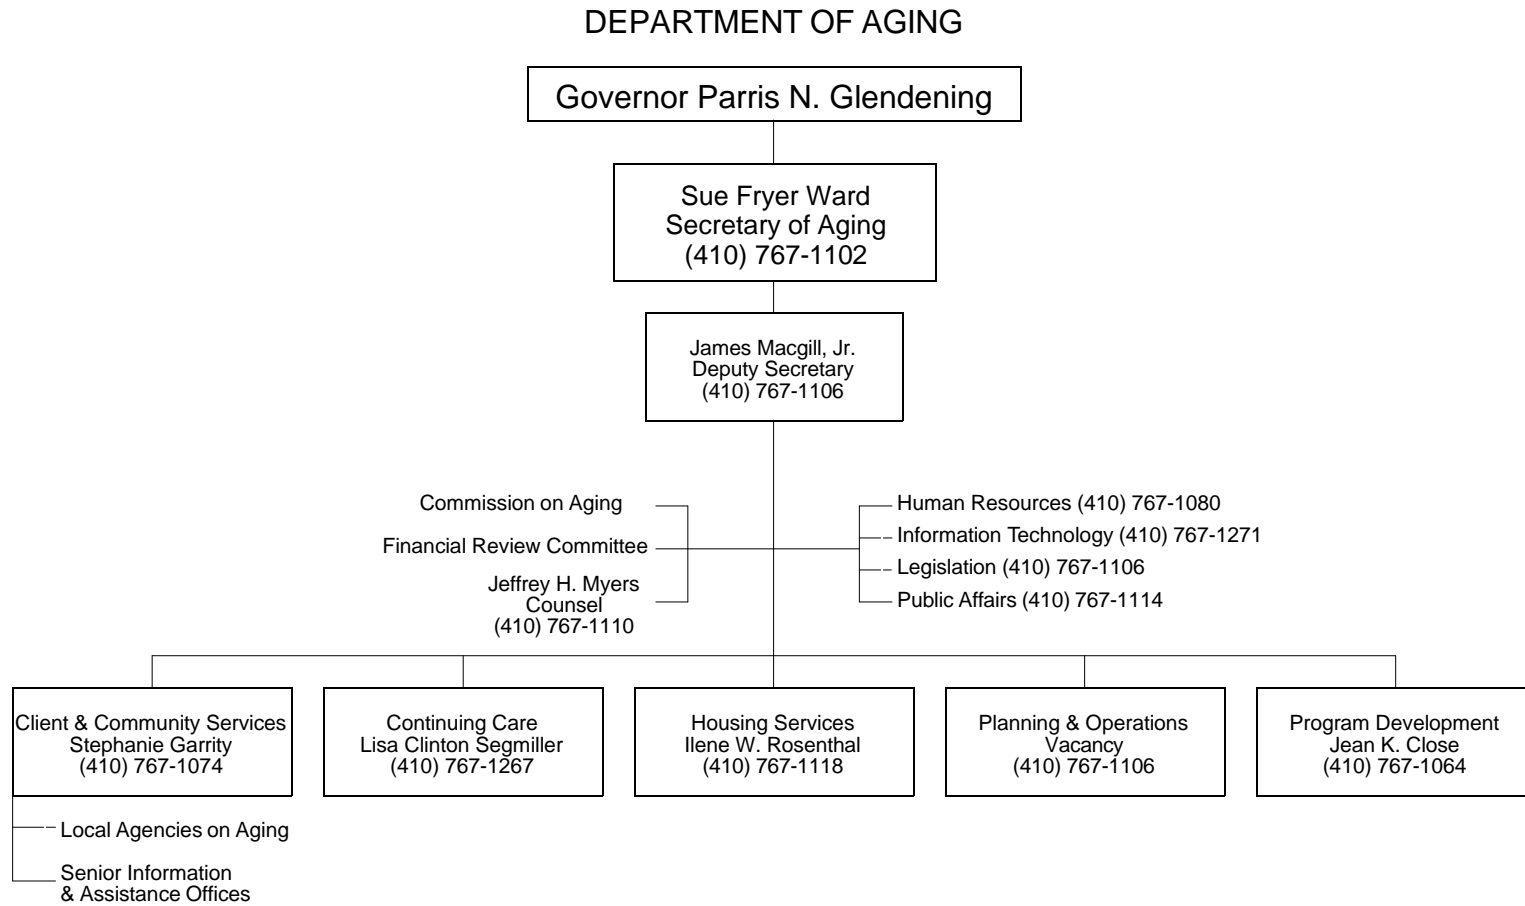 DEPARTMENT OF AGING
Governor Parris N. Glendening
Sue Fryer Ward
Secretary of Aging
(410) 767-1102
James Macgill, Jr.
Deputy Secretary
(410) 767-1106
Commission on Aging
Financial Review Committee
Jeffrey H. Myers
Counsel
(410) 767-1110
Human Resources (410) 767-1080
Information Technology (410) 767-1271
Legislation (410) 767-1106
Public Affairs (410) 767-1114
Client & Community Services
Stephanie Garrity
(410) 767-1074
Continuing Care
Lisa Clinton Segmiller
(410) 767-1267
Housing Services
Ilene W. Rosenthal
(410) 767-1118
Planning & Operations
Vacancy
(410) 767-1106
Program Development
Jean K. Close
(410) 767-1064
Local Agencies on Aging
Senior Information
& Assistance Offices